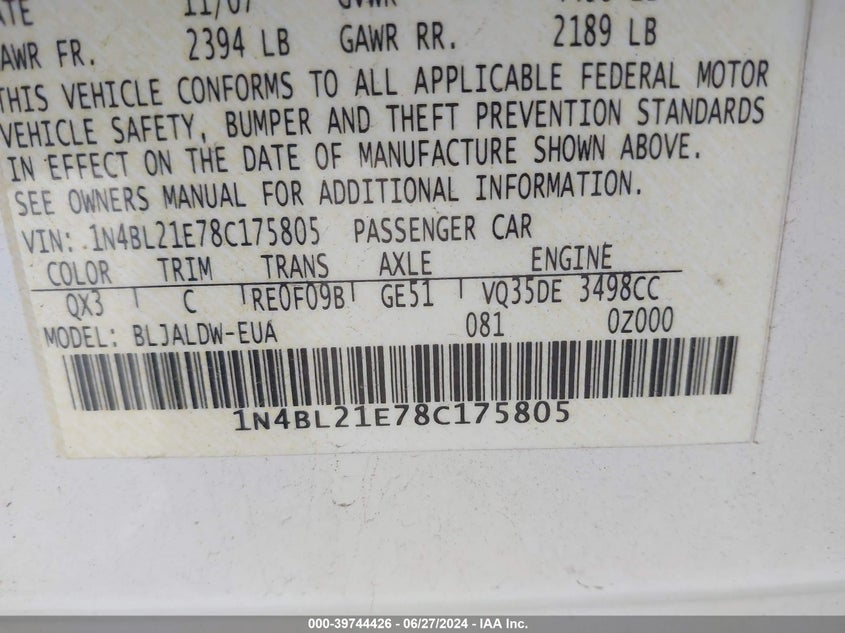 11/07
AWR FR. 2394 LB GAWR RR. 2189 LB
THIS VEHICLE CONFORMS TO ALL APPLICABLE FEDERAL MOTOR
VEHICLE SAFETY, BUMPER AND THEFT PREVENTION STANDARDS
IN EFFECT ON THE DATE OF MANUFACTURE SHOWN ABOVE.
SEE OWNERS MANUAL FOR ADDITIONAL INFORMATION.
VIN: 1N4BL21E78C175805 PASSENGER CAR
COLOR TRIM TRANS AXLE ENGINE
QX3 C RE0F09B GE51 VQ35DE 3498CC
MODEL: BLJALDW-EUA 081 0Z000
1N4BL21E78C175805
000-39744426 - 06/27/2024 - IAA Inc.